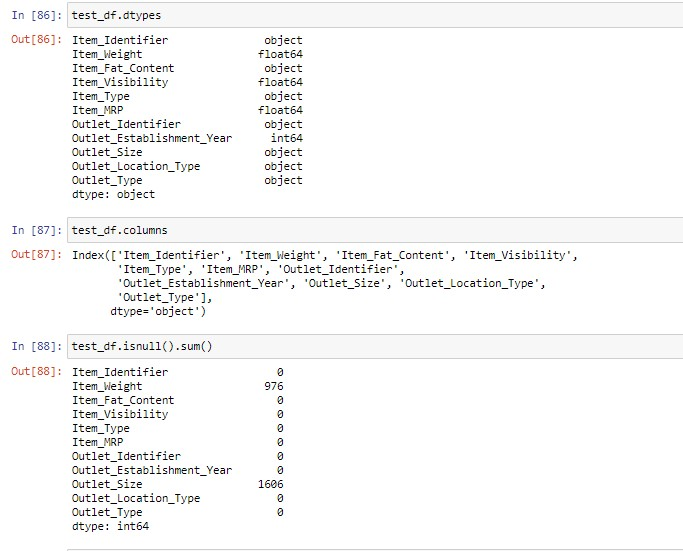 In [86]: test_df.dtypes
Out[86]: Item_Identifier                object
Item_Weight                   float64
Item_Fat_Content               object
Item_Visibility               float64
Item_Type                      object
Item_MRP                      float64
Outlet_Identifier              object
Outlet_Establishment_Year       int64
Outlet_Size                    object
Outlet_Location_Type           object
Outlet_Type                    object
dtype: object
In [87]: test_df.columns
Out[87]: Index(['Item_Identifier', 'Item_Weight', 'Item_Fat_Content', 'Item_Visibility',
'Item_Type', 'Item_MRP', 'Outlet_Identifier',
'Outlet_Establishment_Year', 'Outlet_Size', 'Outlet_Location_Type',
'Outlet_Type'],
dtype='object')
In [88]: test_df.isnull().sum()
Out[88]: Item_Identifier                 0
Item_Weight                   976
Item_Fat_Content                0
Item_Visibility                 0
Item_Type                       0
Item_MRP                        0
Outlet_Identifier               0
Outlet_Establishment_Year       0
Outlet_Size                  1606
Outlet_Location_Type            0
Outlet_Type                     0
dtype: int64